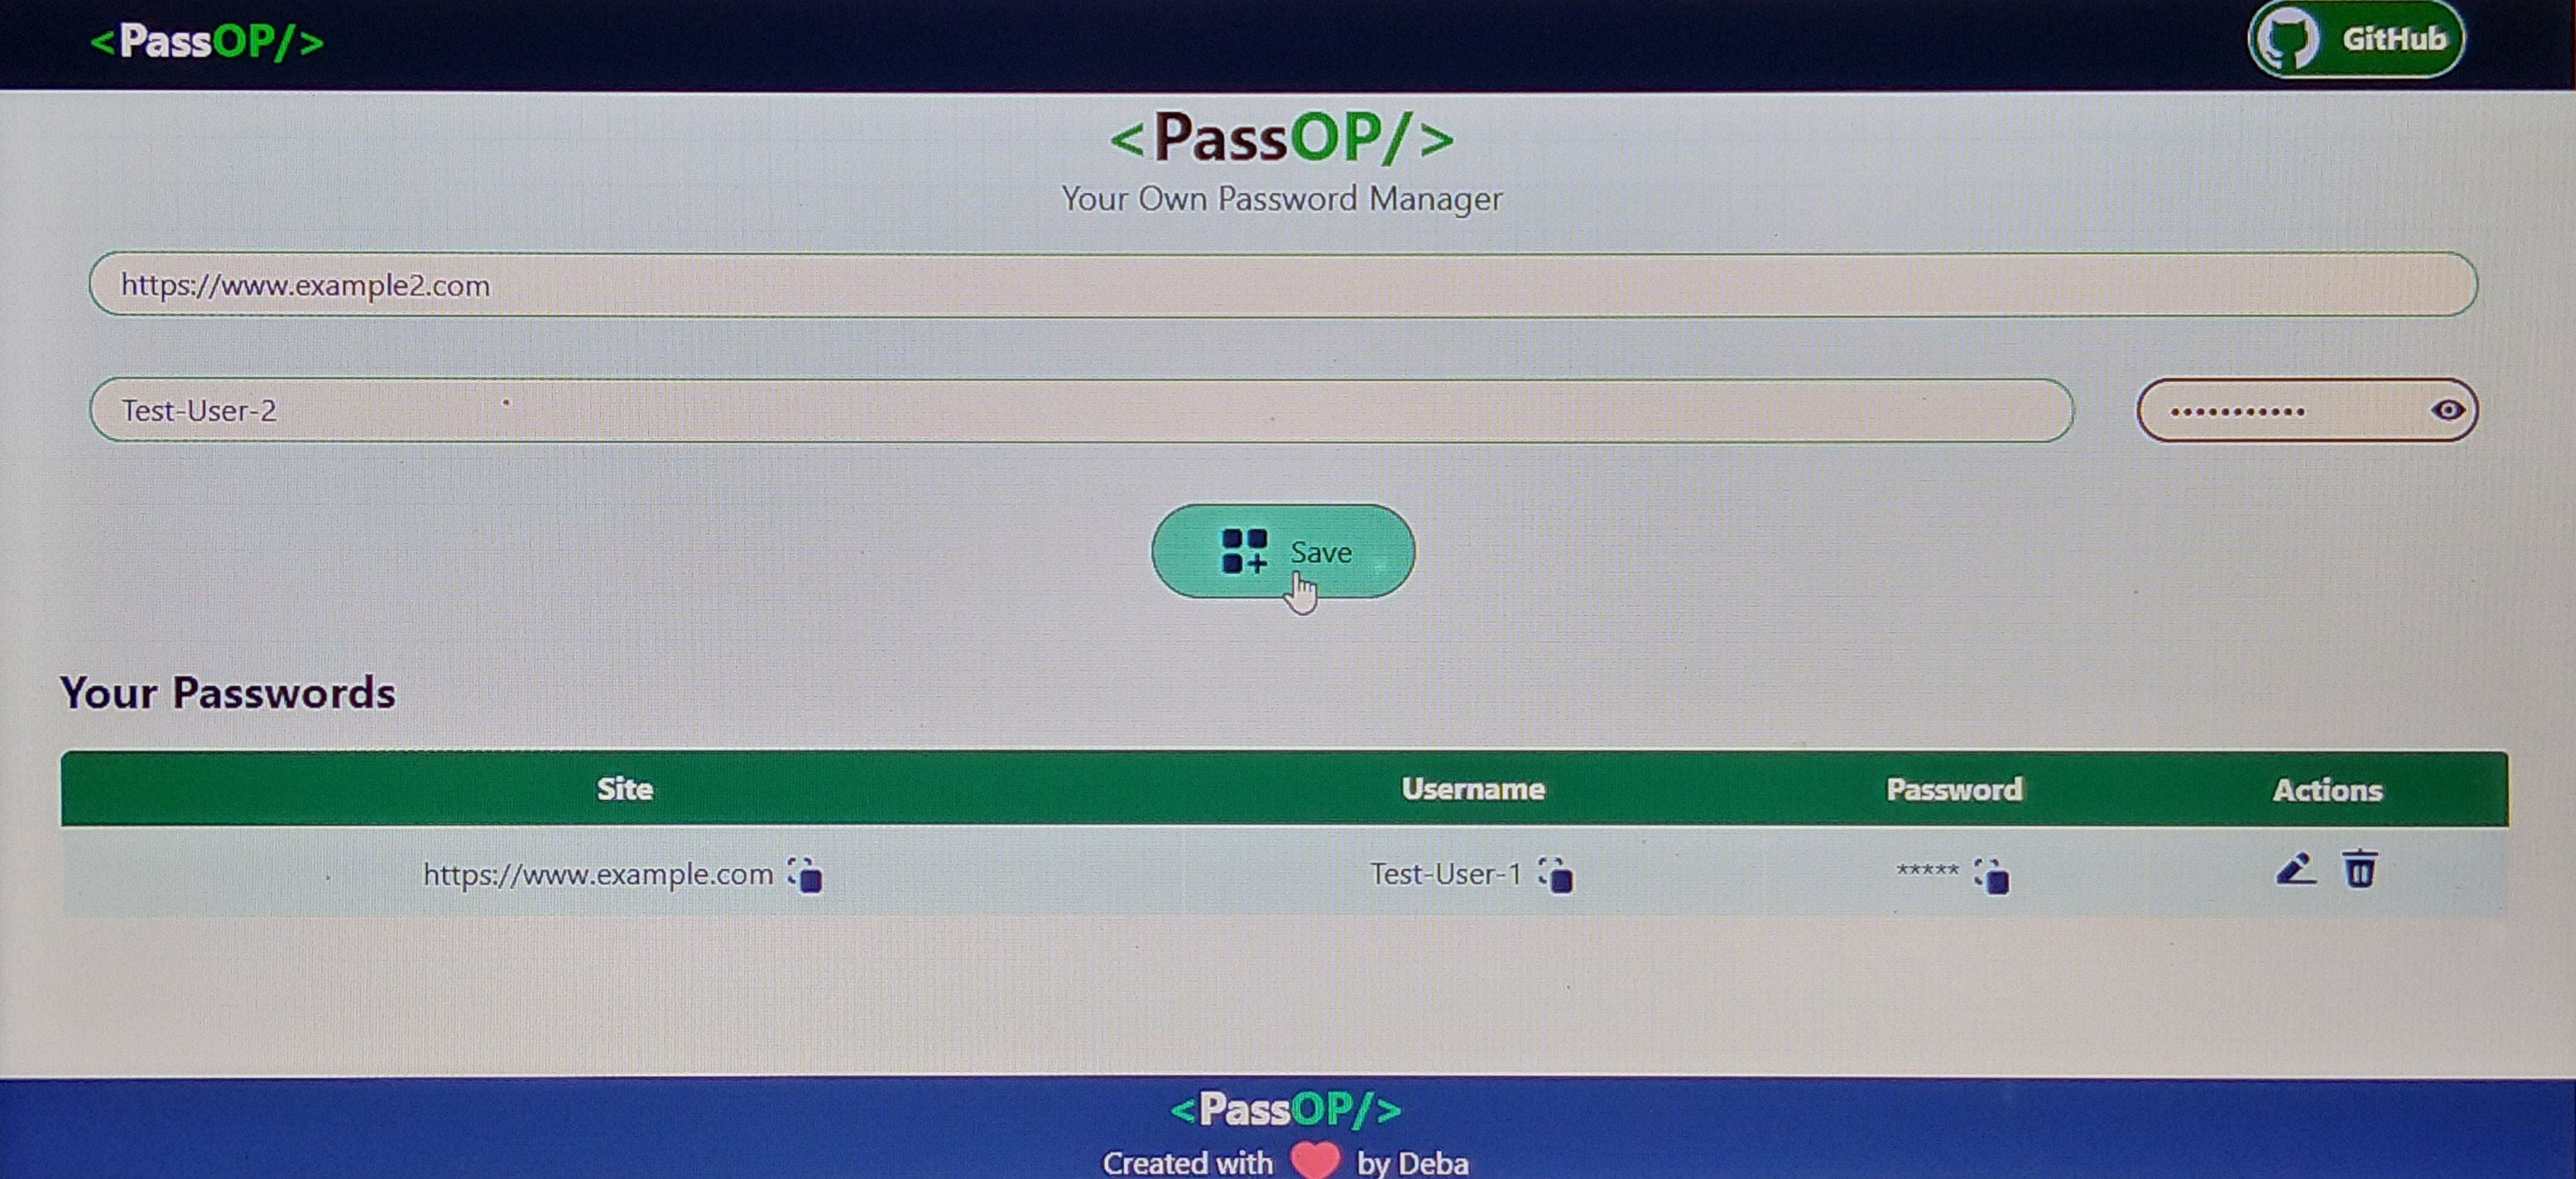 <PassOP/>
GitHub
<PassOP/>
Your Own Password Manager
https://www.example2.com
Test-User-2
•••••••••••
Save
Your Passwords
Site Username Password Actions
https://www.example.com Test-User-1 *****
<PassOP/>
Created with ❤️ by Deba